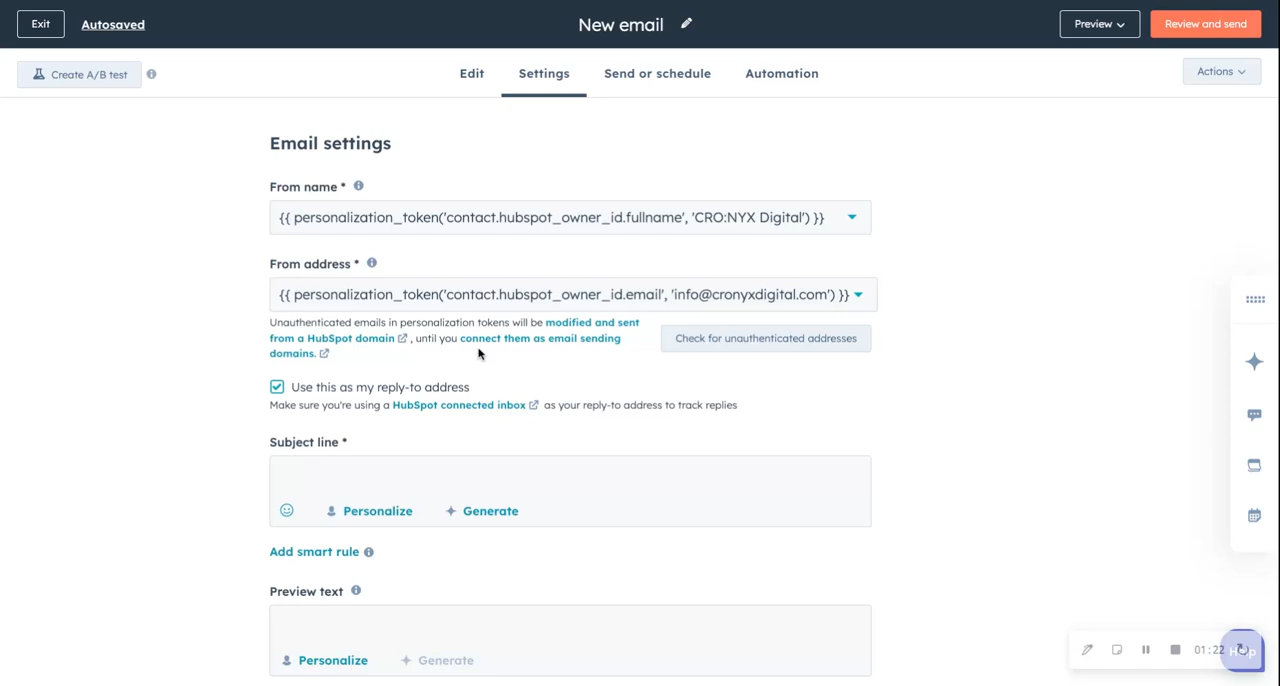 Exit
Autosaved
New email
Preview
Review and send
Create A/B test
Edit
Settings
Send or schedule
Automation
Actions
Email settings
From name *
{{ personalization_token('contact.hubspot_owner_id.fullname', 'CRO:NYX Digital') }}
From address *
{{ personalization_token('contact.hubspot_owner_id.email', 'info@cronyxdigital.com') }}
Unauthenticated emails in personalization tokens will be modified and sent
from a HubSpot domain , until you connect them as email sending
domains.
Check for unauthenticated addresses
Use this as my reply-to address
Make sure you're using a HubSpot connected inbox as your reply-to address to track replies
Subject line *
Personalize
Generate
Add smart rule
Preview text
Personalize
Generate
01:22
Help